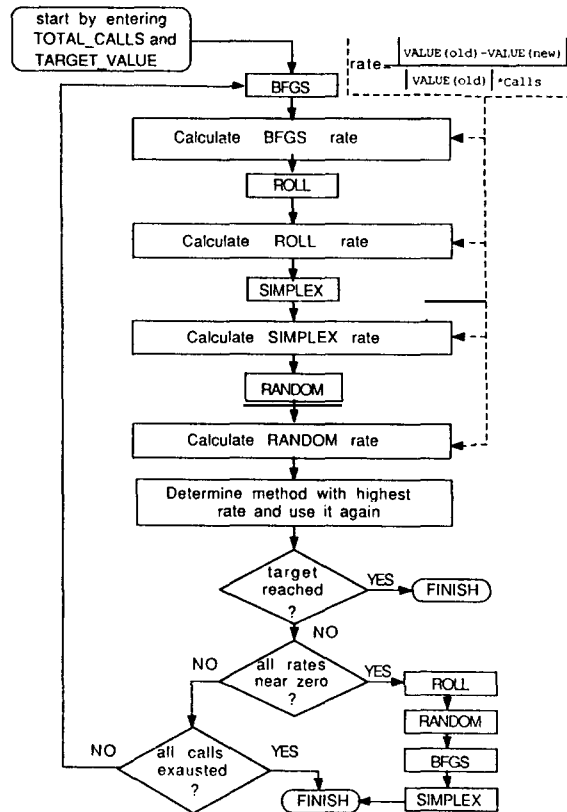 start by entering
TOTAL_CALLS and
TARGET_VALUE
rate=
VALUE(old)-VALUE(new)
VALUE(old) *Calls
BFGS
Calculate BFGS rate
ROLL
Calculate ROLL rate
SIMPLEX
Calculate SIMPLEX rate
RANDOM
Calculate RANDOM rate
Determine method with highest
rate and use it again
target
reached
?
YES
FINISH
NO
all rates
near zero
?
NO
YES
ROLL
RANDOM
BFGS
SIMPLEX
all calls
exausted
?
NO
YES
FINISH